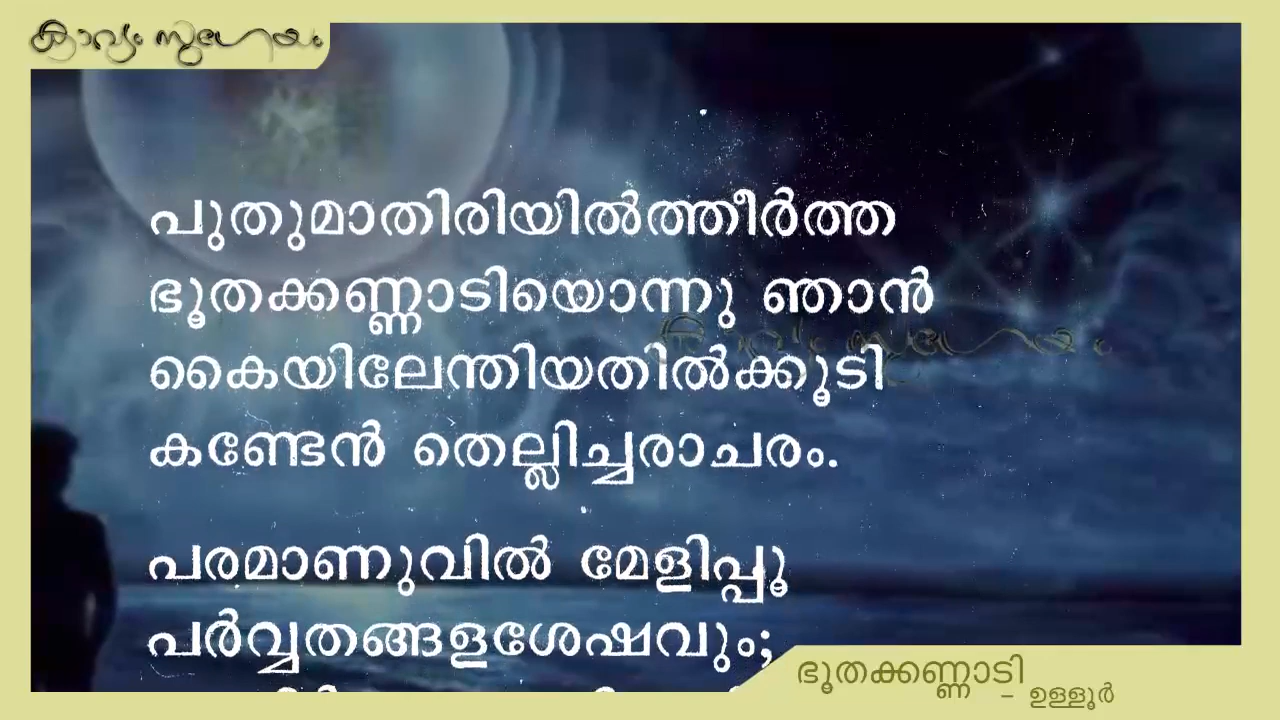 കാവ്യം സുഗേയം
പുതുമാതിരിയിൽത്തീർത്ത
ഭൂതക്കണ്ണാടിയൊന്നു ഞാൻ
കാവ്യം സുഗേയം
കൈയിലേന്തിയതിൽക്കൂടി
കണ്ടേൻ തെല്ലിച്ചരാചരം.
പരമാണുവിൽ മേളിപ്പൂ
പർവ്വതങ്ങളശേഷവും;
ഭൂതക്കണ്ണാടി
– ഉള്ളൂർ